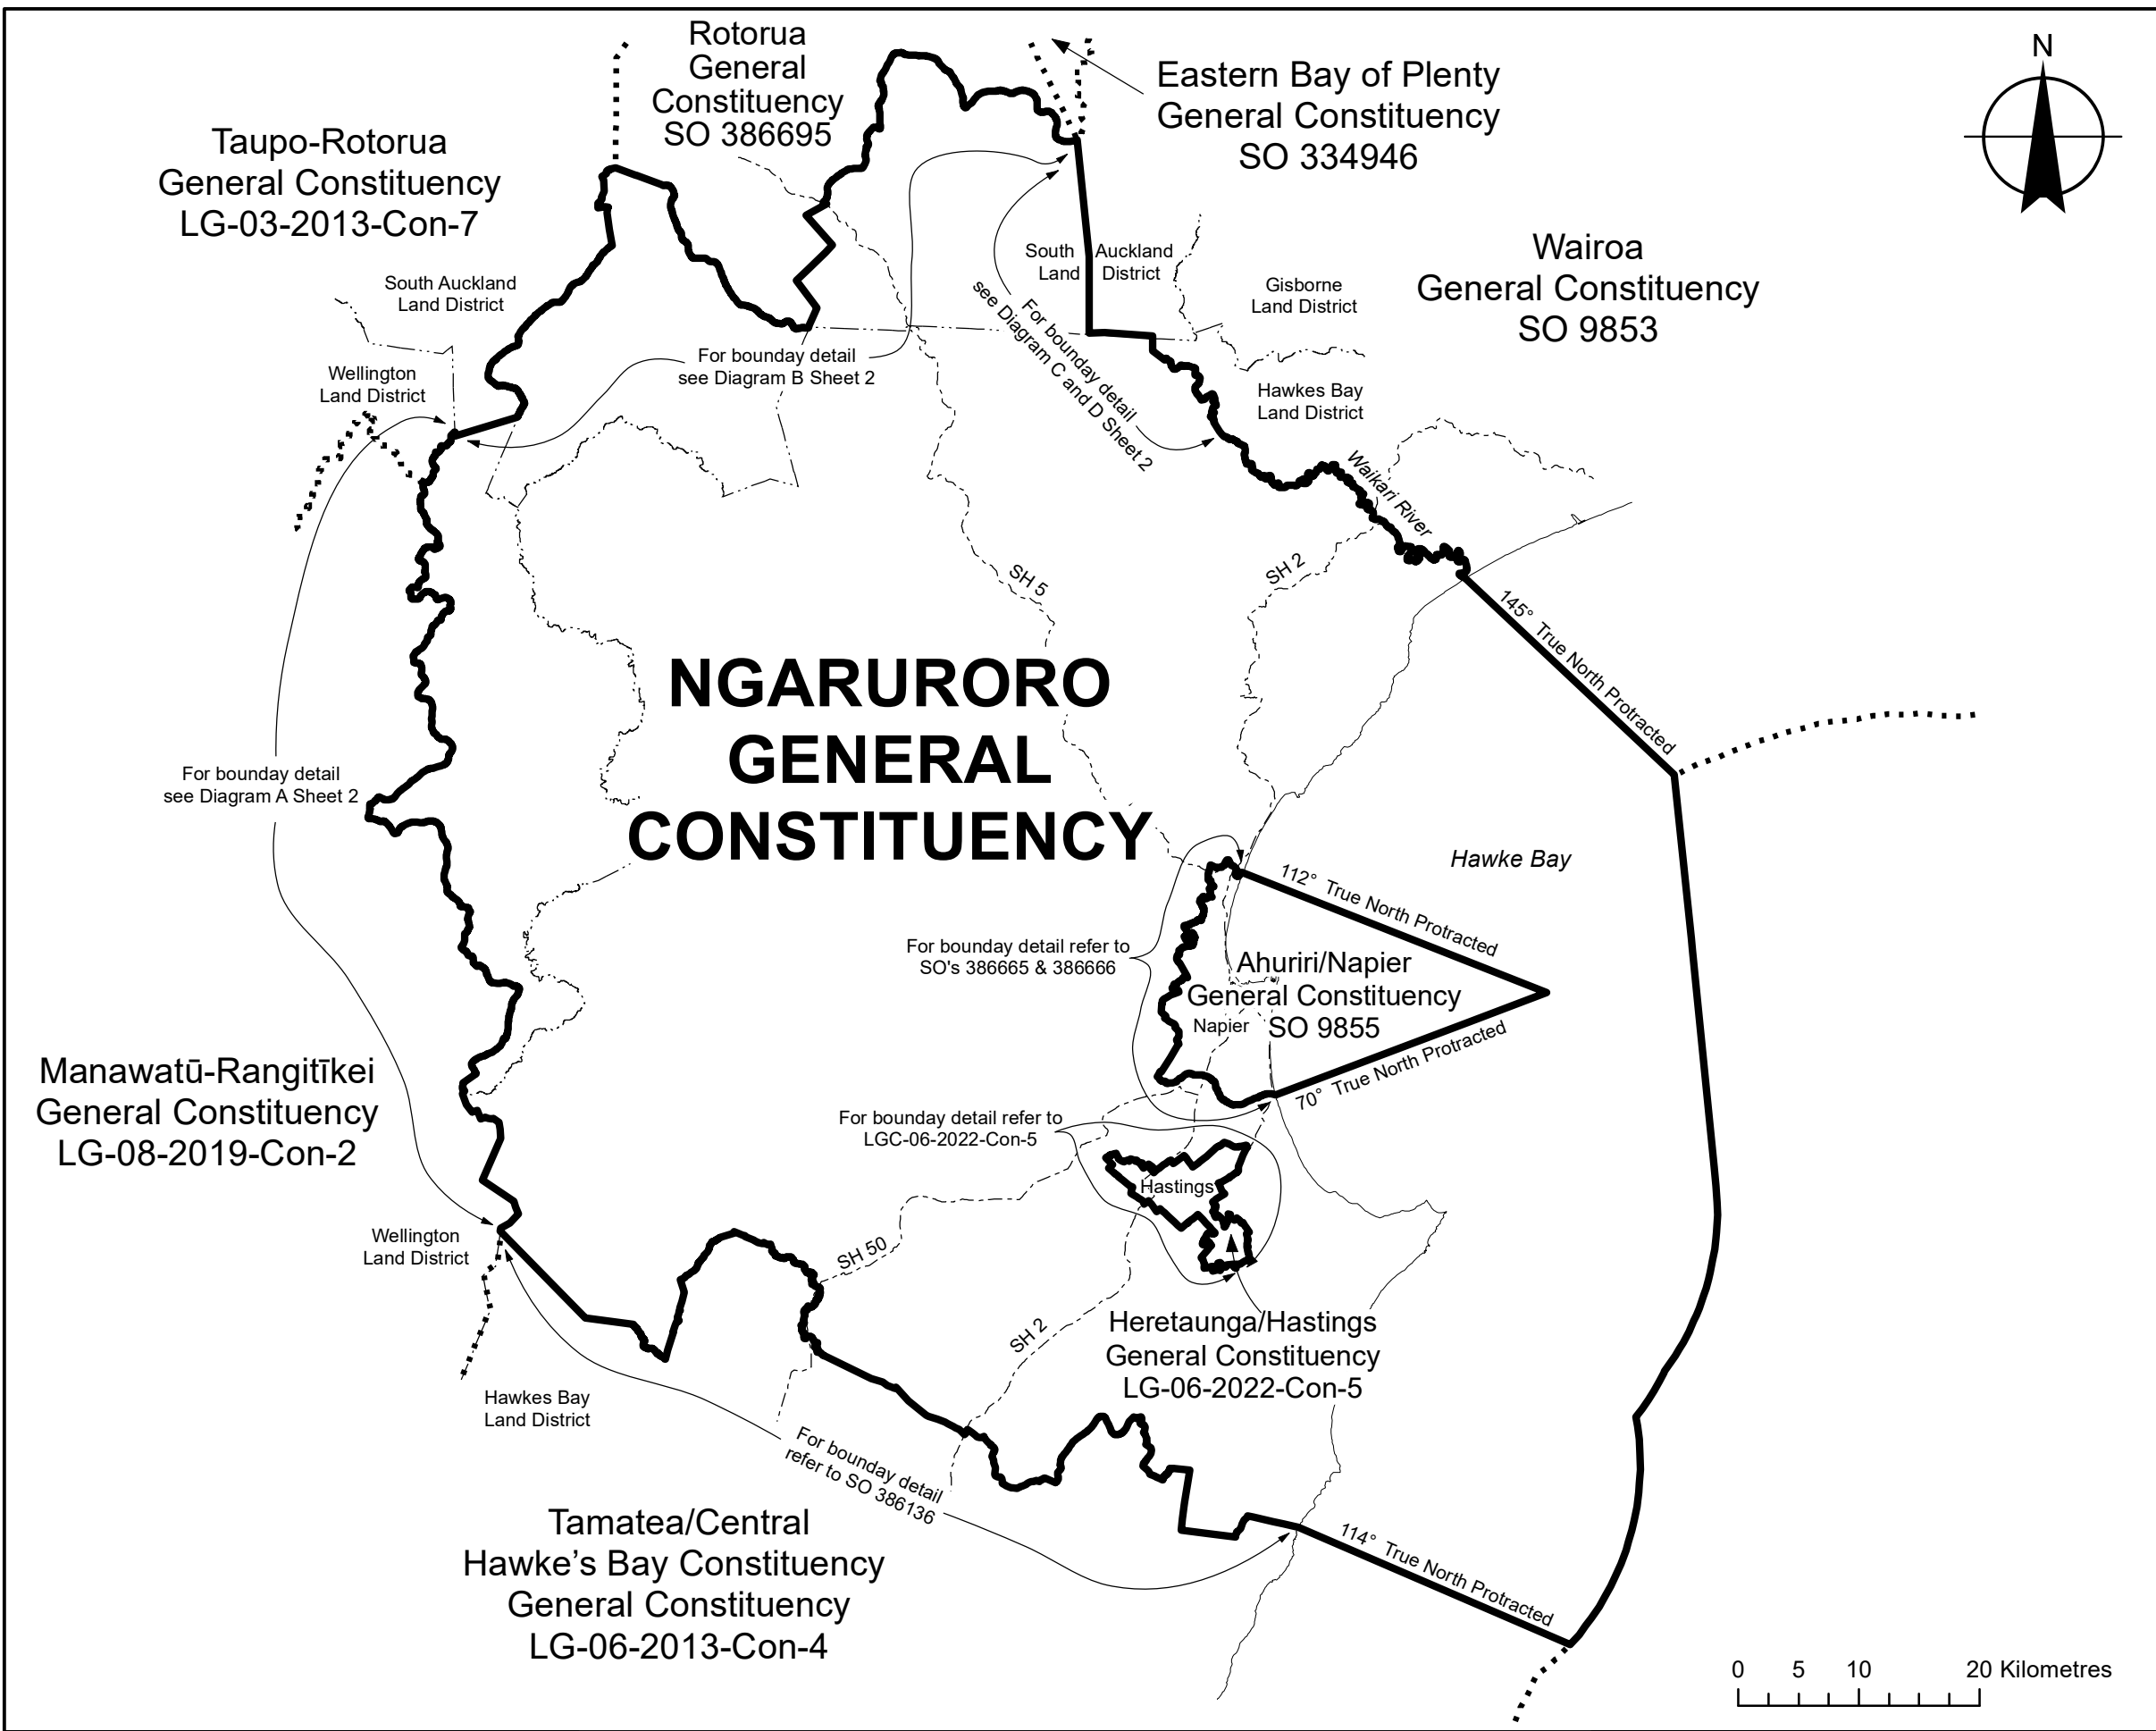 Rotorua
General
Constituency
SO 386695
Eastern Bay of Plenty
General Constituency
SO 334946
N
Taupo-Rotorua
General Constituency
LG-03-2013-Con-7
Wairoa
General Constituency
SO 9853
South Auckland
Land District
South Auckland
Land District
Gisborne
Land District
For bounday detail
see Diagram B Sheet 2
For bounday detail
see Diagram C and D Sheet 2
Wellington
Land District
Hawkes Bay
Land District
Waikari River
SH 5
SH 2
145° True North Protracted
NGARURORO
GENERAL
CONSTITUENCY
For bounday detail
see Diagram A Sheet 2
Hawke Bay
112° True North Protracted
For bounday detail refer to
SO's 386665 & 386666
Ahuriri/Napier
General Constituency
SO 9855
Napier
70° True North Protracted
Manawatū-Rangitīkei
General Constituency
LG-08-2019-Con-2
For bounday detail refer to
LGC-06-2022-Con-5
Hastings
Wellington
Land District
SH 50
SH 2
Heretaunga/Hastings
General Constituency
LG-06-2022-Con-5
Hawkes Bay
Land District
For bounday detail
refer to SO 386136
Tamatea/Central
Hawke’s Bay Constituency
General Constituency
LG-06-2013-Con-4
114° True North Protracted
0 5 10 20 Kilometres